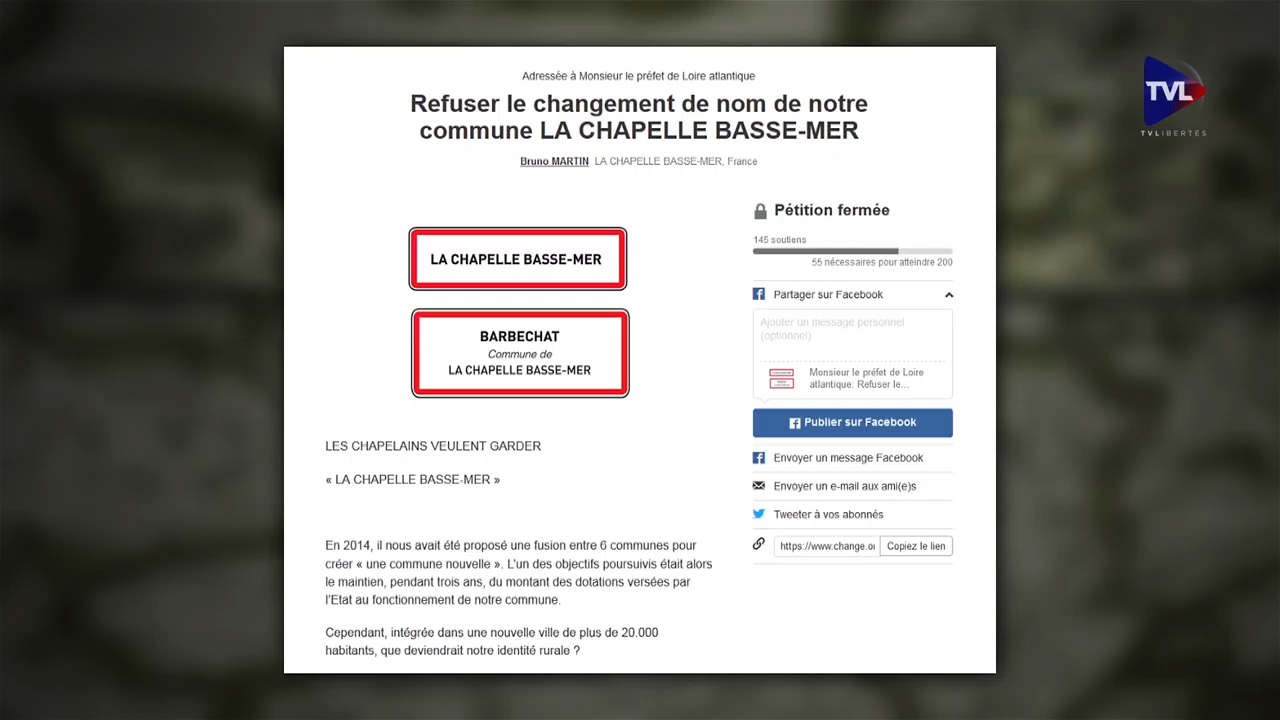 Adressée à Monsieur le préfet de Loire atlantique
Refuser le changement de nom de notre
commune LA CHAPELLE BASSE-MER
Bruno MARTIN LA CHAPELLE BASSE-MER, France
TVL
TVLIBERTÉS
LA CHAPELLE BASSE-MER
BARBECHAT
Commune de
LA CHAPELLE BASSE-MER
LES CHAPELAINS VEULENT GARDER
« LA CHAPELLE BASSE-MER »
En 2014, il nous avait été proposé une fusion entre 6 communes pour
créer « une commune nouvelle ». L'un des objectifs poursuivis était alors
le maintien, pendant trois ans, du montant des dotations versées par
l'Etat au fonctionnement de notre commune.
Cependant, intégrée dans une nouvelle ville de plus de 20.000
habitants, que deviendrait notre identité rurale ?
Pétition fermée
145 soutiens
55 nécessaires pour atteindre 200
Partager sur Facebook
Ajouter un message personnel
(optionnel)
Monsieur le préfet de Loire
atlantique: Refuser le...
Publier sur Facebook
Envoyer un message Facebook
Envoyer un e-mail aux ami(e)s
Tweeter à vos abonnés
https://www.change.or Copiez le lien